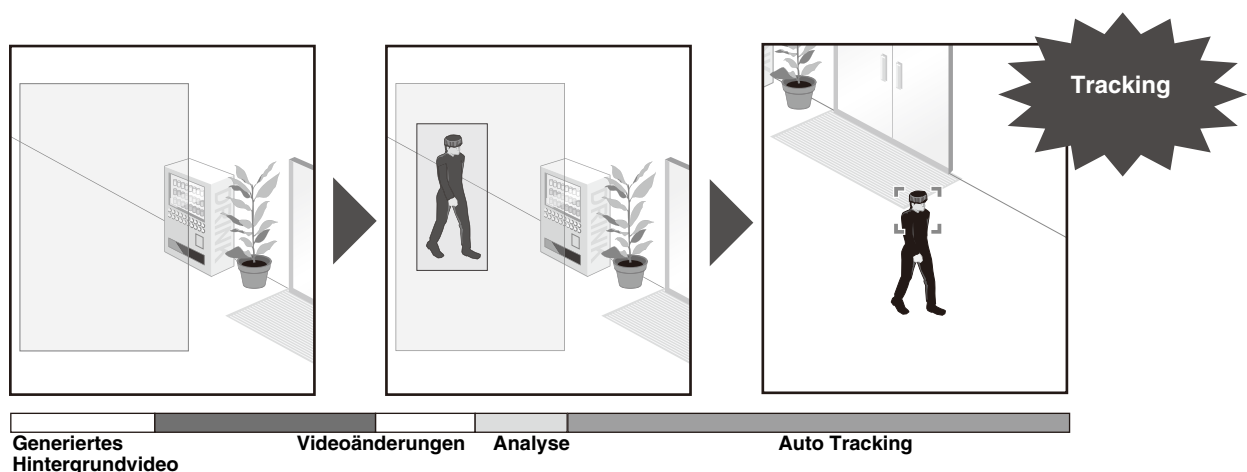 Tracking
Generiertes
Hintergrundvideo
Videoänderungen
Analyse
Auto Tracking